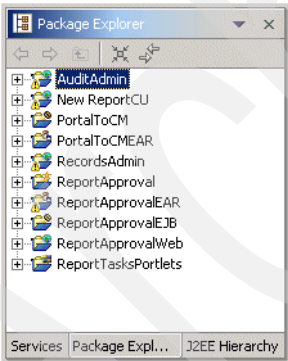 Package Explorer
AuditAdmin
New ReportCU
PortalToCM
PortalToCMEAR
RecordsAdmin
ReportApproval
ReportApprovalEAR
ReportApprovalEJB
ReportApprovalWeb
ReportTasksPortlets
Services Package Expl... J2EE Hierarchy